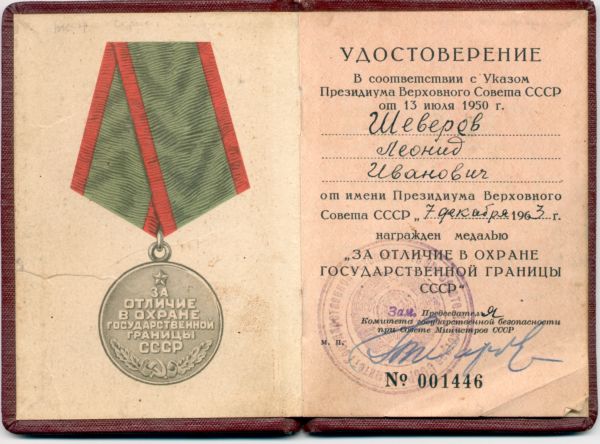 ЗА
ОТЛИЧИЕ
В ОХРАНЕ
ГОСУДАРСТВЕННОЙ
ГРАНИЦЫ
СССР
УДОСТОВЕРЕНИЕ
В соответствии с Указом
Президиума Верховного Совета СССР
от 13 июля 1950 г.
Шеверов
Леонид
Иванович
от имени Президиума Верховного
Совета СССР „7 декабря 1963 г.
награжден медалью
„ЗА ОТЛИЧИЕ В ОХРАНЕ
ГОСУДАРСТВЕННОЙ ГРАНИЦЫ
СССР"
Зам. Председателя
Комитета государственной безопасности
при Совете Министров СССР
м. п.
№ 001446